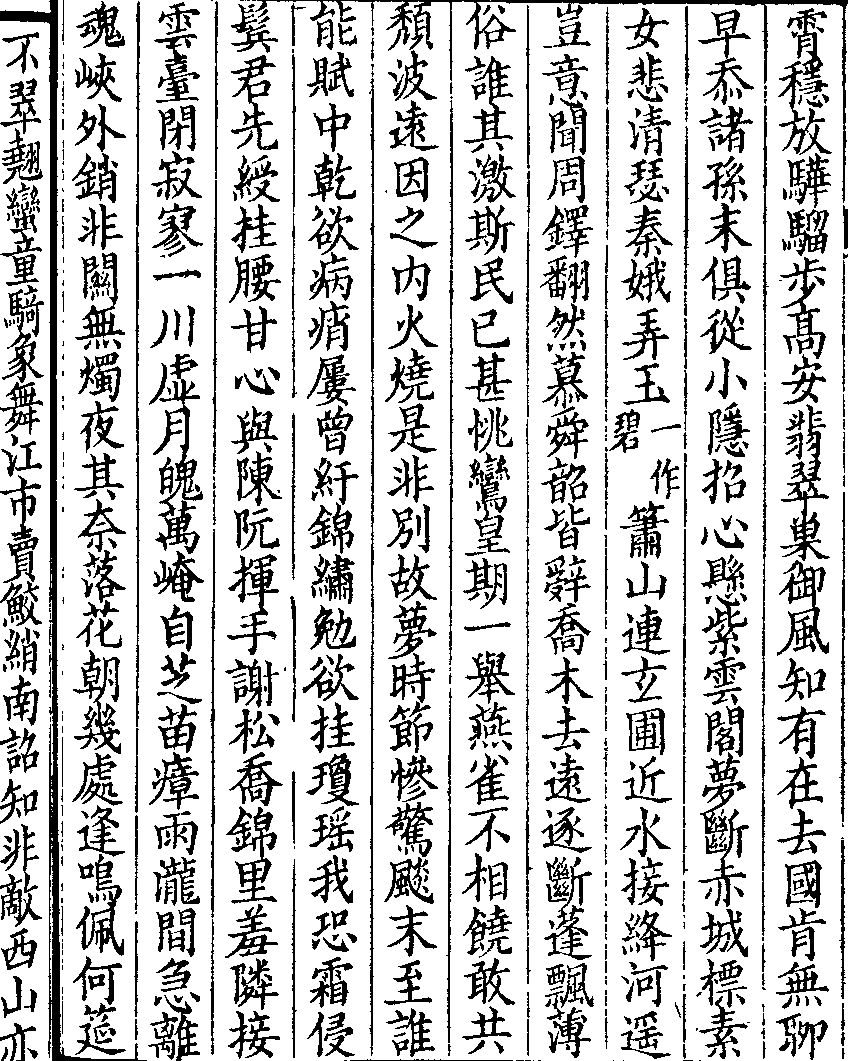 霄穩放驊騮步高安翡翠巢御風知有在去國肯無聊
早忝諸孫末俱從小隱招心懸紫雲閣夢斷赤城標素
女悲清瑟秦娥弄玉一作碧簫山連玄圃近水接絳河遥
豈意聞周鐸翻然慕舜韶皆辭喬木去遠逐斷蓬飄薄
俗誰其激斯民已甚恌鸞皇期一舉燕雀不相饒敢共
頹波遠因之内火燒是非別故夢時節慘驚飈末至誰
能賦中乾欲病痟屢曾紆錦繡勉欲挂瓊瑶我恐霜侵
鬂君先綬挂腰甘心與陳阮揮手謝松喬錦里羞隣接
雲臺閉寂寥一川虚月魄萬崦自芝苗瘴雨瀧間急離
魂峽外銷非關無燭夜其奈落花朝幾處逢鳴佩何筵
不翠翹蠻童騎象舞江市賣鮫綃南詔知非敵西山亦